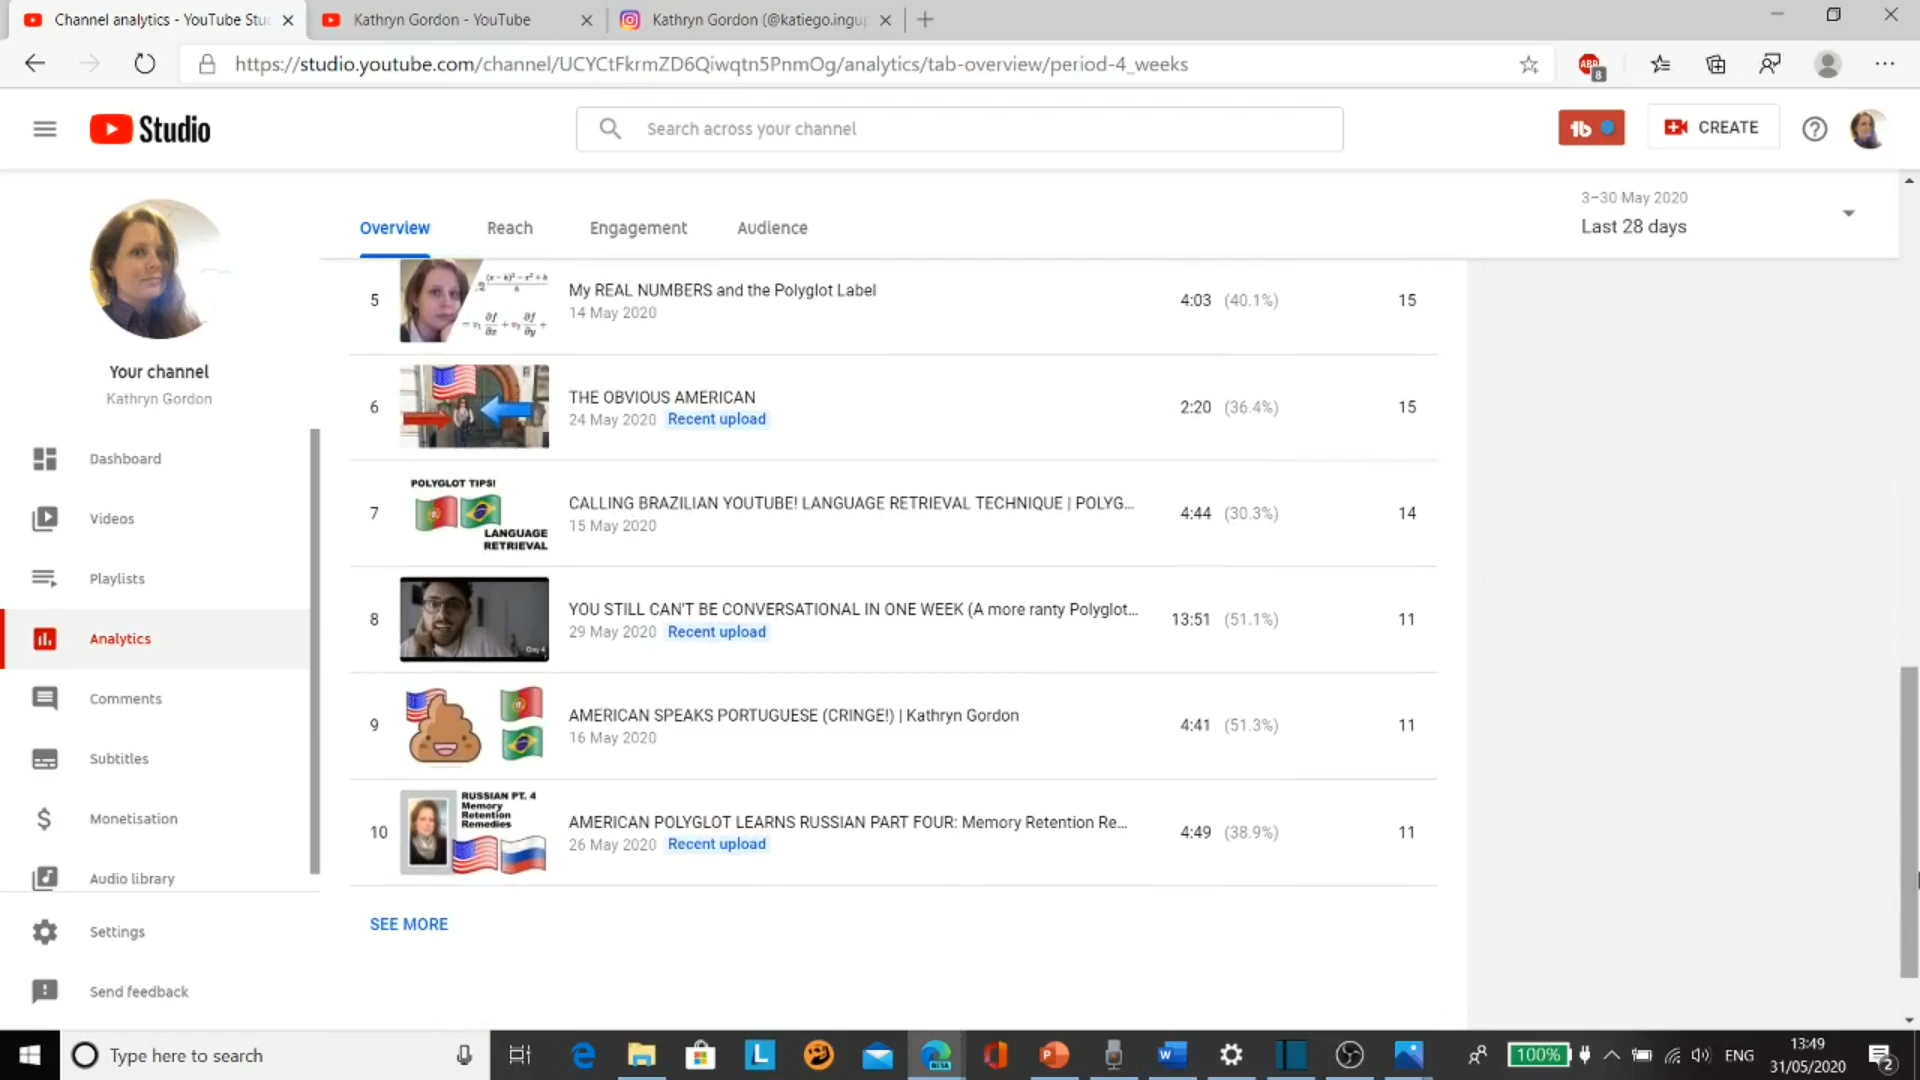 Channel analytics - YouTube Stu
Kathryn Gordon - YouTube
Kathryn Gordon (@katiego.ingup
https://studio.youtube.com/channel/UCYCtFkrmZD6Qiwqtn5PnmOg/analytics/tab-overview/period-4_weeks
ABP
8
Studio
Search across your channel
tb
CREATE
3–30 May 2020
Last 28 days
Overview
Reach
Engagement
Audience
Your channel
Kathryn Gordon
Dashboard
Videos
Playlists
Analytics
Comments
Subtitles
Monetisation
Audio library
Settings
Send feedback
5
My REAL NUMBERS and the Polyglot Label
14 May 2020
4:03 (40.1%)
15
6
THE OBVIOUS AMERICAN
24 May 2020 Recent upload
2:20 (36.4%)
15
7
POLYGLOT TIPS!
LANGUAGE
RETRIEVAL
CALLING BRAZILIAN YOUTUBE! LANGUAGE RETRIEVAL TECHNIQUE | POLYG...
15 May 2020
4:44 (30.3%)
14
8
YOU STILL CAN'T BE CONVERSATIONAL IN ONE WEEK (A more ranty Polyglot...
29 May 2020 Recent upload
13:51 (51.1%)
11
9
AMERICAN SPEAKS PORTUGUESE (CRINGE!) | Kathryn Gordon
16 May 2020
4:41 (51.3%)
11
10
RUSSIAN PT. 4
Memory
Retention
Remedies
AMERICAN POLYGLOT LEARNS RUSSIAN PART FOUR: Memory Retention Re...
26 May 2020 Recent upload
4:49 (38.9%)
11
SEE MORE
Type here to search
100%
ENG
13:49
31/05/2020
2